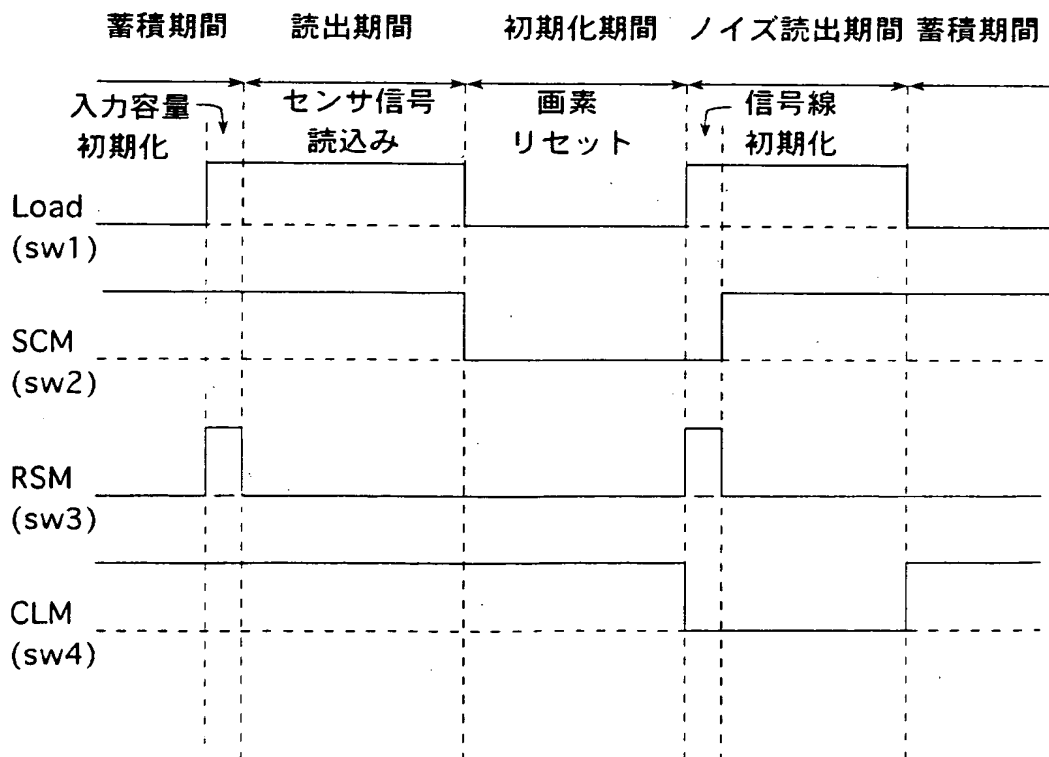 蓄積期間 読出期間 初期化期間 ノイズ読出期間 蓄積期間
入力容量 センサ信号 画素 信号線
初期化 読込み リセット 初期化
Load
(sw1)
SCM
(sw2)
RSM
(sw3)
CLM
(sw4)